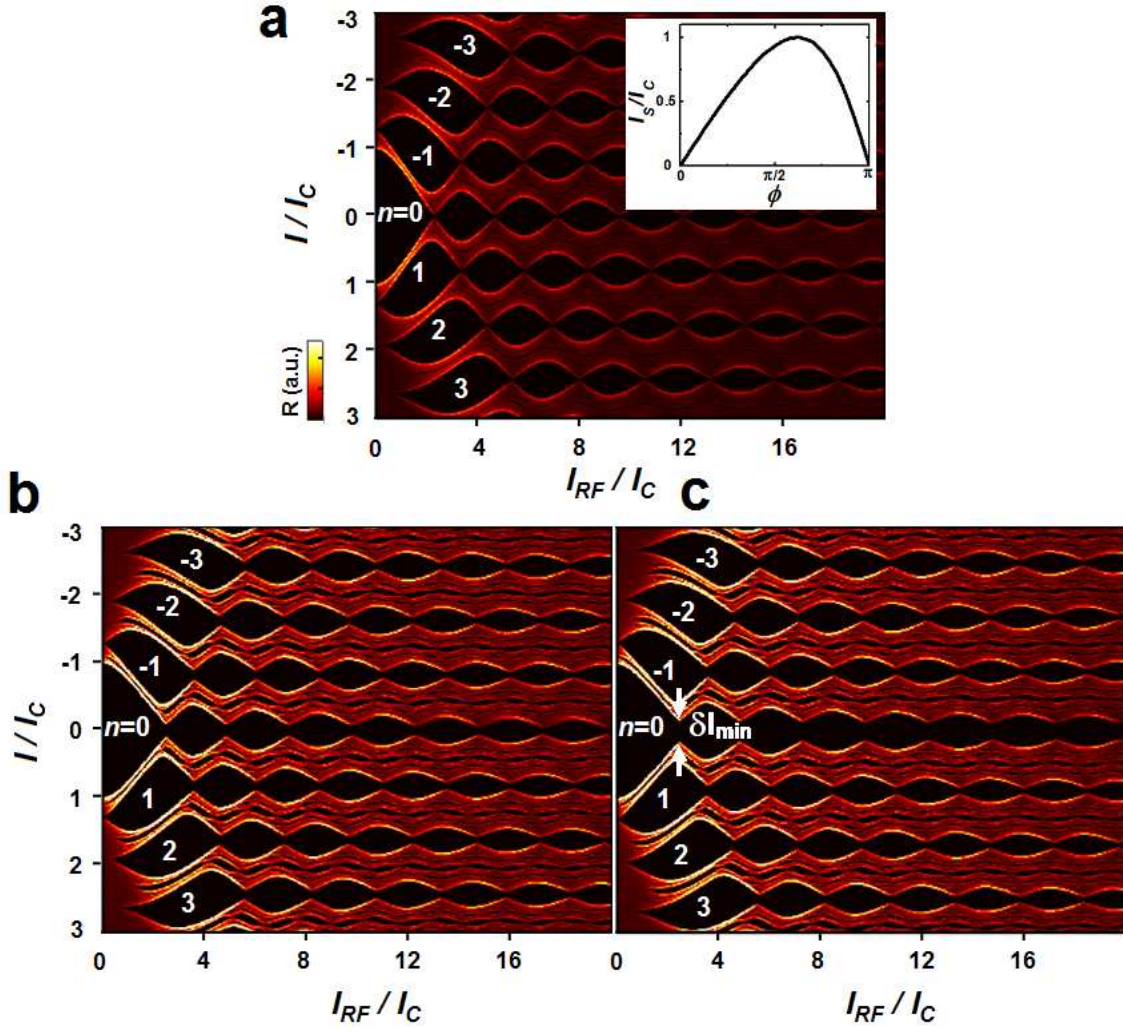 a
-3
-2
-1
0
1
2
3
I / I_C
-3
-2
-1
n=0
1
2
3
R (a.u.)
1
0.5
0
I_S/I_C
0
π/2
π
ϕ
0 4 8 12 16
I_RF / I_C
b
-3
-2
-1
0
1
2
3
I / I_C
-3
-2
-1
n=0
1
2
3
0 4 8 12 16
I_RF / I_C
c
-3
-2
-1
n=0 δI_min
1
2
3
0 4 8 12 16
I_RF / I_C